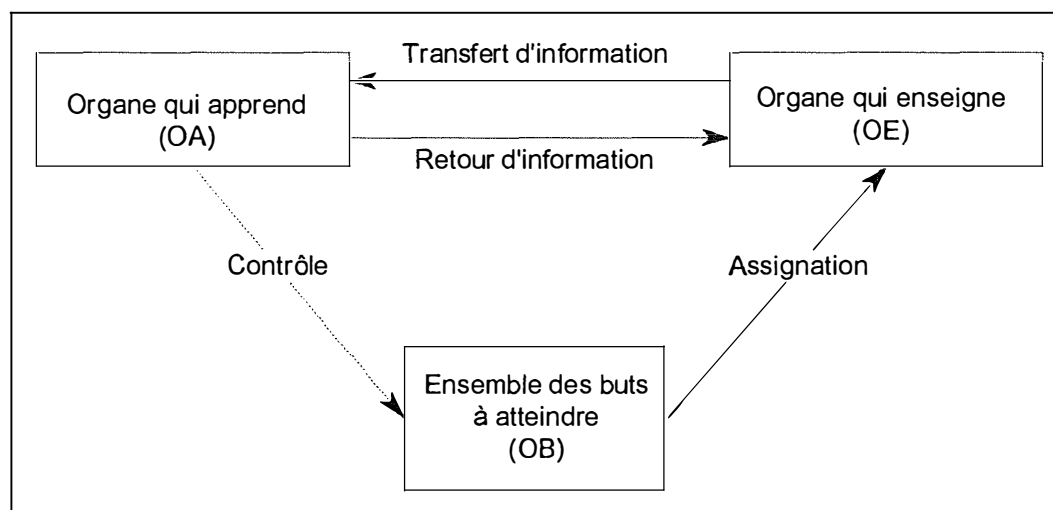 Transfert d'information
Organe qui apprend
(OA)
Organe qui enseigne
(OE)
Retour d'information
Contrôle
Assignation
Ensemble des buts
à atteindre
(OB)